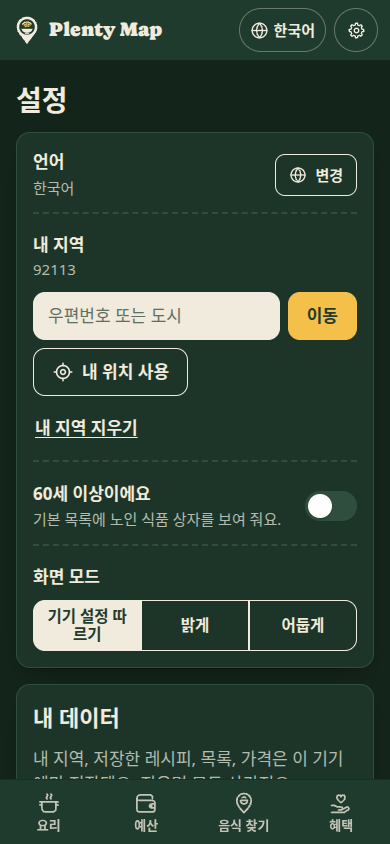 Plenty Map
한국어
설정
언어
한국어
변경
내 지역
92113
우편번호 또는 도시
이동
내 위치 사용
내 지역 지우기
60세 이상이에요
기본 목록에 노인 식품 상자를 보여 줘요.
화면 모드
기기 설정 따
르기
밝게
어둡게
내 데이터
내 지역, 저장한 레시피, 목록, 가격은 이 기기
요리
예산
음식 찾기
혜택